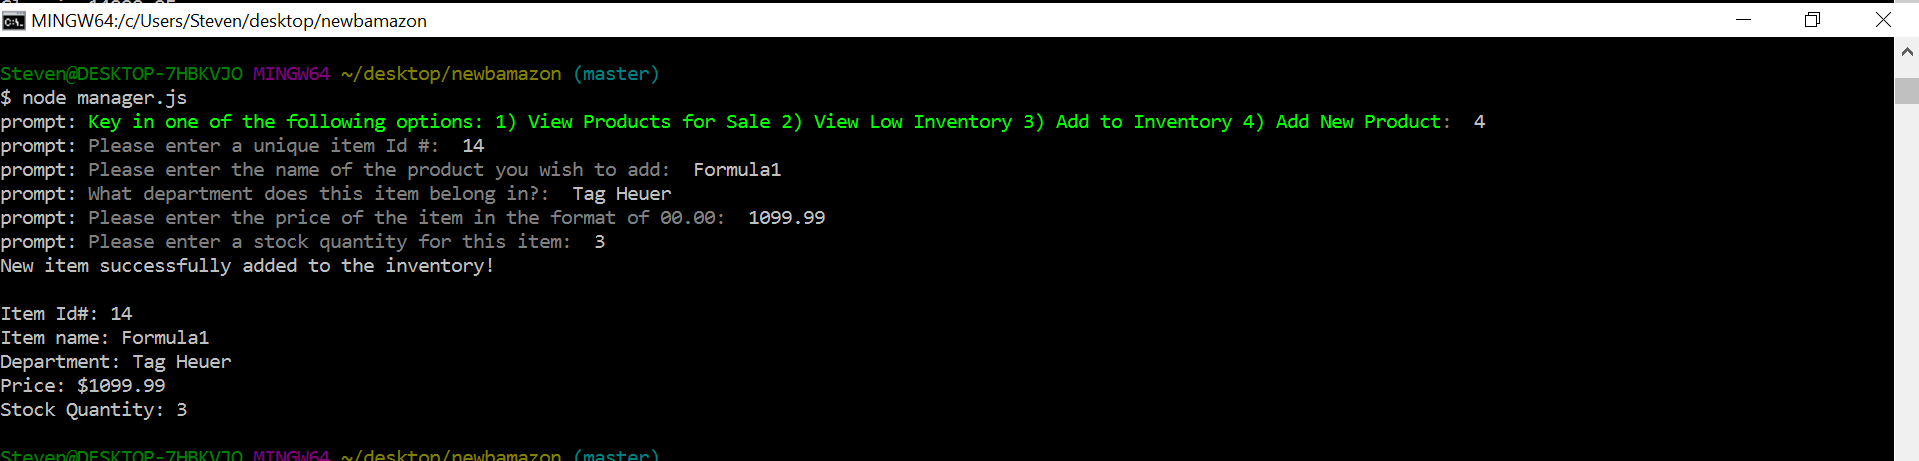 MINGW64:/c/Users/Steven/desktop/newbamazon
Steven@DESKTOP-7HBKVJO MINGW64 ~/desktop/newbamazon (master)
$ node manager.js
prompt: Key in one of the following options: 1) View Products for Sale 2) View Low Inventory 3) Add to Inventory 4) Add New Product:  4
prompt: Please enter a unique item Id #:  14
prompt: Please enter the name of the product you wish to add:  Formula1
prompt: What department does this item belong in?:  Tag Heuer
prompt: Please enter the price of the item in the format of 00.00:  1099.99
prompt: Please enter a stock quantity for this item:  3
New item successfully added to the inventory!
Item Id#: 14
Item name: Formula1
Department: Tag Heuer
Price: $1099.99
Stock Quantity: 3
Steven@DESKTOP-7HBKVJO MINGW64 ~/desktop/newbamazon (master)